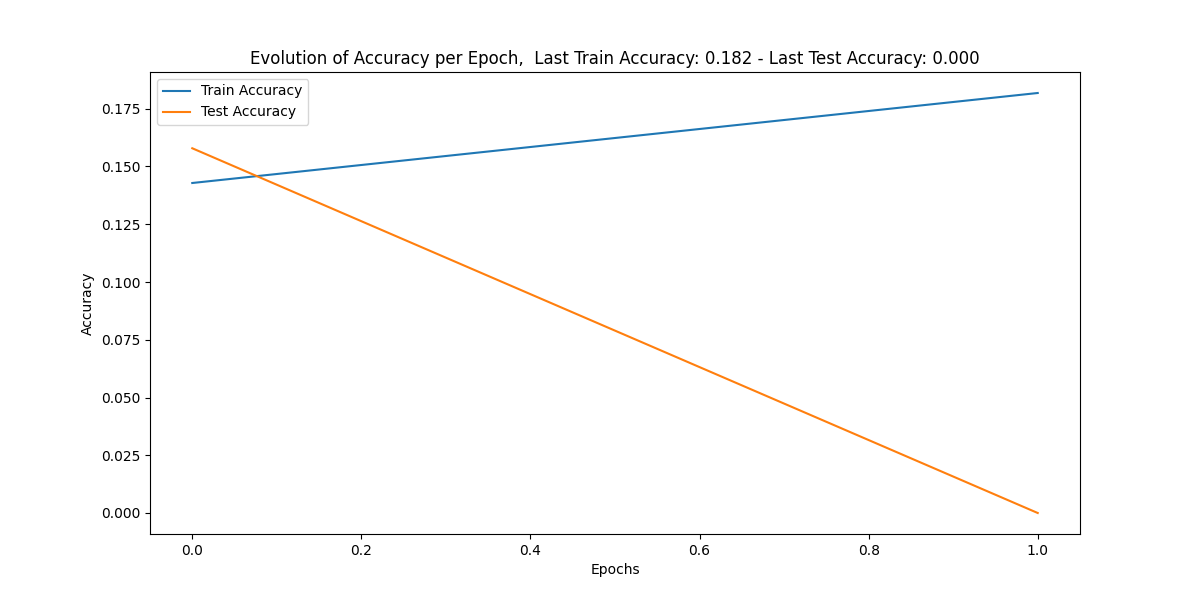 Evolution of Accuracy per Epoch,  Last Train Accuracy: 0.182 - Last Test Accuracy: 0.000
Train Accuracy
Test Accuracy
0.175
0.150
0.125
0.100
0.075
0.050
0.025
0.000
Accuracy
0.0 0.2 0.4 0.6 0.8 1.0
Epochs